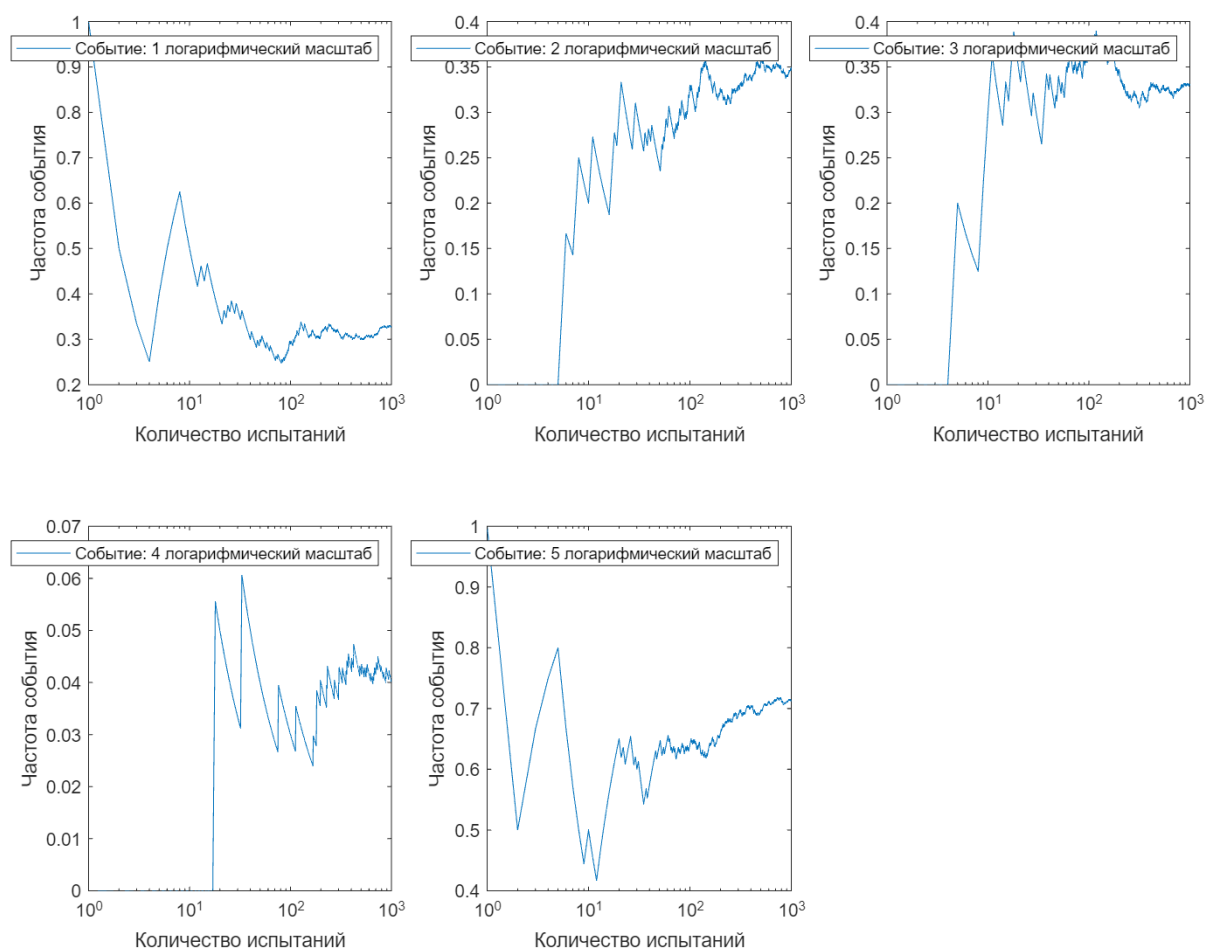 Событие: 1 логарифмический масштаб
1
0.9
0.8
0.7
0.6
0.5
0.4
0.3
0.2
10^0 10^1 10^2 10^3
Частота события
Количество испытаний
Событие: 2 логарифмический масштаб
0.4
0.35
0.3
0.25
0.2
0.15
0.1
0.05
0
10^0 10^1 10^2 10^3
Частота события
Количество испытаний
Событие: 3 логарифмический масштаб
0.4
0.35
0.3
0.25
0.2
0.15
0.1
0.05
0
10^0 10^1 10^2 10^3
Частота события
Количество испытаний
Событие: 4 логарифмический масштаб
0.07
0.06
0.05
0.04
0.03
0.02
0.01
0
10^0 10^1 10^2 10^3
Частота события
Количество испытаний
Событие: 5 логарифмический масштаб
1
0.9
0.8
0.7
0.6
0.5
0.4
10^0 10^1 10^2 10^3
Частота события
Количество испытаний